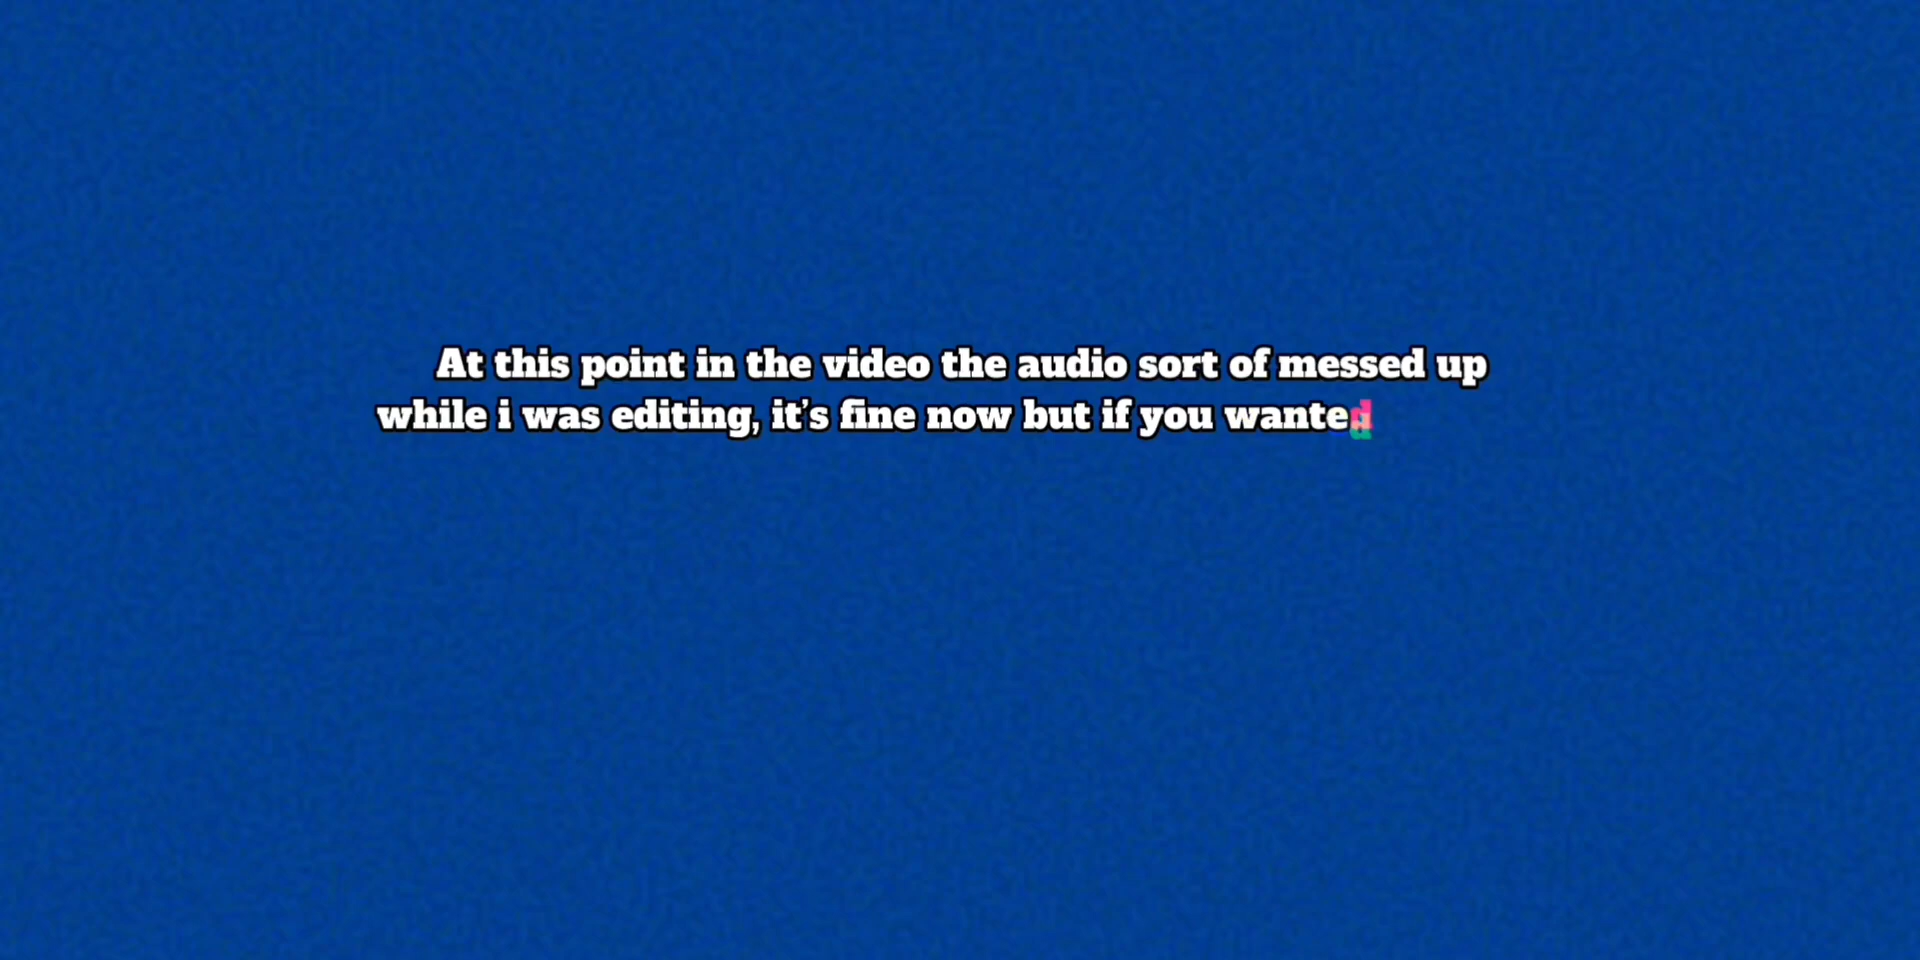 At this point in the video the audio sort of messed up
while i was editing, it's fine now but if you wanted